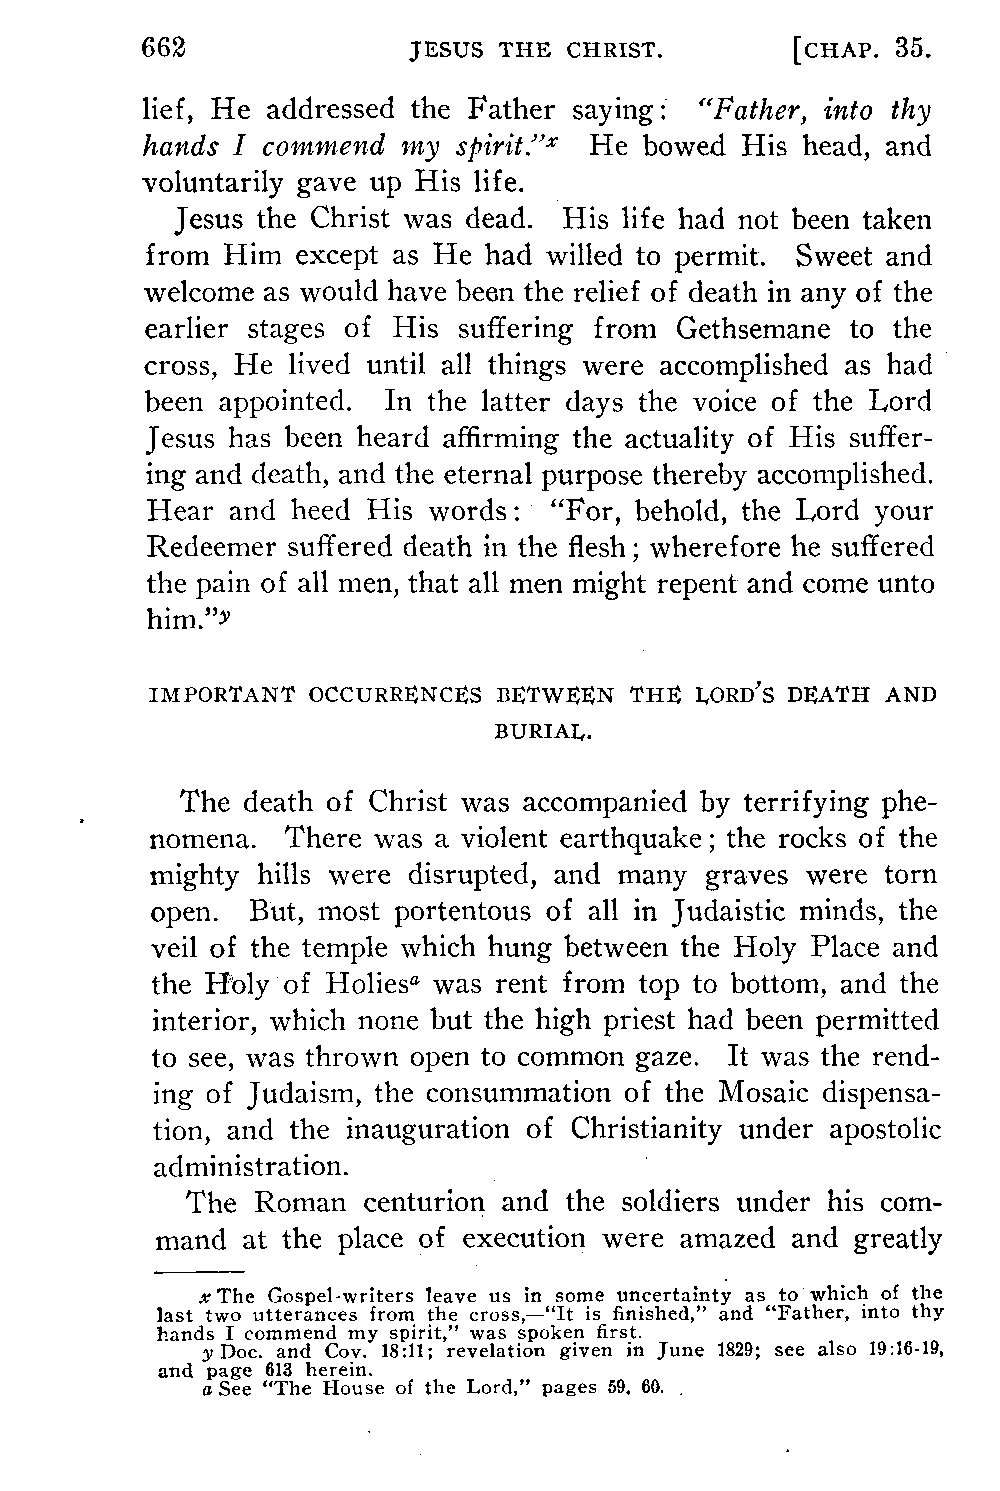 662 JESUS THE CHRIST. [CHAP. 35.
lief, He addressed the Father saying: "Father, into thy
hands I commend my spirit."x He bowed His head, and
voluntarily gave up His life.
Jesus the Christ was dead. His life had not been taken
from Him except as He had willed to permit. Sweet and
welcome as would have been the relief of death in any of the
earlier stages of His suffering from Gethsemane to the
cross, He lived until all things were accomplished as had
been appointed. In the latter days the voice of the Lord
Jesus has been heard affirming the actuality of His suffer-
ing and death, and the eternal purpose thereby accomplished.
Hear and heed His words: "For, behold, the Lord your
Redeemer suffered death in the flesh; wherefore he suffered
the pain of all men, that all men might repent and come unto
him."y
IMPORTANT OCCURRENCES BETWEEN THE LORD'S DEATH AND
BURIAL.
The death of Christ was accompanied by terrifying phe-
nomena. There was a violent earthquake; the rocks of the
mighty hills were disrupted, and many graves were torn
open. But, most portentous of all in Judaistic minds, the
veil of the temple which hung between the Holy Place and
the Holy of Holiesa was rent from top to bottom, and the
interior, which none but the high priest had been permitted
to see, was thrown open to common gaze. It was the rend-
ing of Judaism, the consummation of the Mosaic dispensa-
tion, and the inauguration of Christianity under apostolic
administration.
The Roman centurion and the soldiers under his com-
mand at the place of execution were amazed and greatly
x The Gospel-writers leave us in some uncertainty as to which of the
last two utterances from the cross,—"It is finished," and "Father, into thy
hands I commend my spirit," was spoken first.
y Doc. and Cov. 18:11; revelation given in June 1829; see also 19:16-19,
and page 613 herein.
a See "The House of the Lord," pages 59, 60.